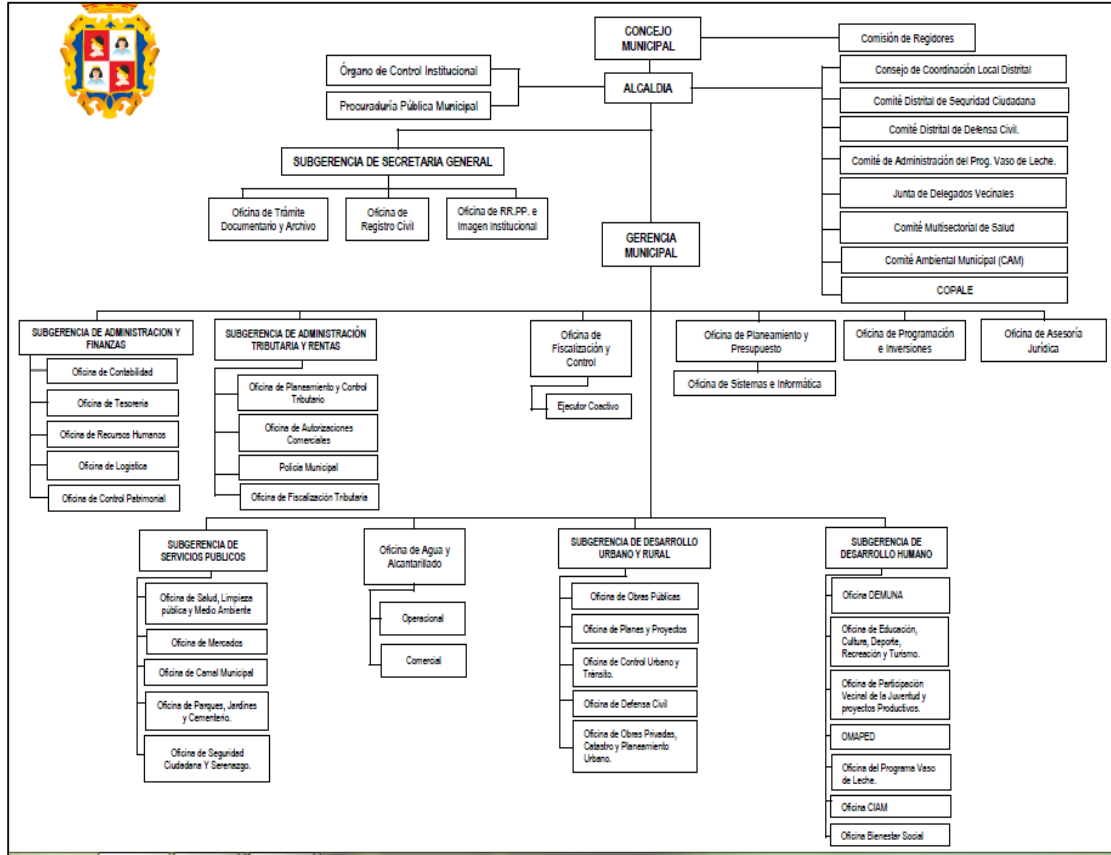 CONCEJO
MUNICIPAL
Comisión de Regidores
Órgano de Control Institucional
Procuraduría Pública Municipal
ALCALDIA
Consejo de Coordinación Local Distrital
Comité Distrital de Seguridad Ciudadana
Comité Distrital de Defensa Civil.
Comité de Administración del Prog. Vaso de Leche.
Junta de Delegados Vecinales
Comité Multisectorial de Salud
Comité Ambiental Municipal (CAM)
COPALE
SUBGERENCIA DE SECRETARIA GENERAL
Oficina de Trámite
Documentario y Archivo
Oficina de
Registro Civil
Oficina de RR.PP. e
Imagen Institucional
GERENCIA
MUNICIPAL
SUBGERENCIA DE ADMINISTRACION Y
FINANZAS
Oficina de Contabilidad
Oficina de Tesoreria
Oficina de Recursos Humanos
Oficina de Logística
Oficina de Control Patrimonial
SUBGERENCIA DE ADMINISTRACIÓN
TRIBUTARIA Y RENTAS
Oficina de Planeamiento y Control
Tributario
Oficina de Autorizaciones
Comerciales
Policia Municipal
Oficina de Fiscalización Tributaria
Oficina de
Fiscalización y
Control
Ejecutor Coactivo
Oficina de Planeamiento y
Presupuesto
Oficina de Sistemas e Informática
Oficina de Programación
e Inversiones
Oficina de Asesoría
Jurídica
SUBGERENCIA DE
SERVICIOS PUBLICOS
Oficina de Salud, Limpieza
pública y Medio Ambiente
Oficina de Mercados
Oficina de Camal Municipal
Oficina de Parques, Jardines
y Cementerio.
Oficina de Seguridad
Ciudadana Y Serenazgo.
Oficina de Agua y
Alcantarillado
Operacional
Comercial
SUBGERENCIA DE DESARROLLO
URBANO Y RURAL
Oficina de Obras Públicas
Oficina de Planes y Proyectos
Oficina de Control Urbano y
Tránsito.
Oficina de Defensa Civil
Oficina de Obras Privadas,
Catastro y Planeamiento
Urbano.
SUBGERENCIA DE
DESARROLLO HUMANO
Oficina DEMUNA
Oficina de Educación,
Cultura, Deporte,
Recreación y Turismo.
Oficina de Participación
Vecinal de la Juventud y
proyectos Productivos.
OMAPED
Oficina del Programa Vaso
de Leche.
Oficina CIAM
Oficina Bienestar Social